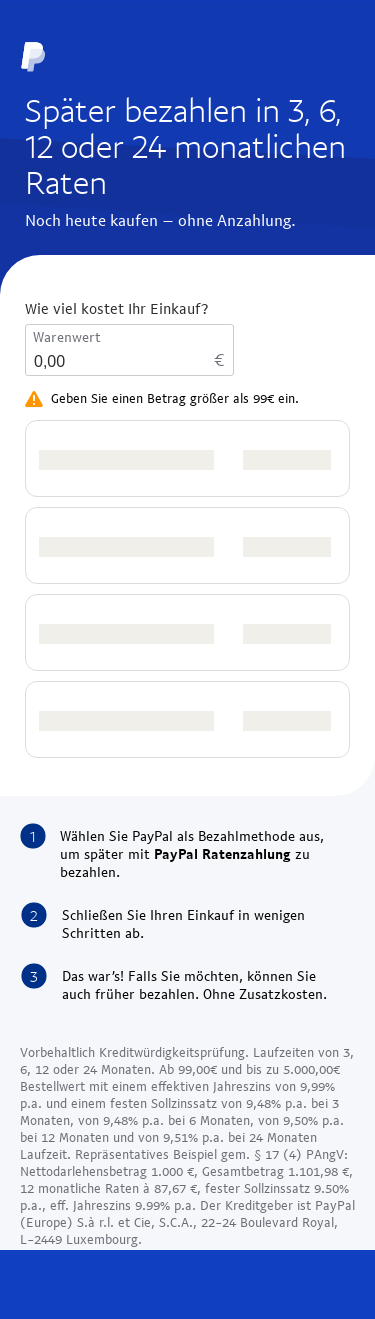 Später bezahlen in 3, 6,
12 oder 24 monatlichen
Raten
Noch heute kaufen – ohne Anzahlung.
Wie viel kostet Ihr Einkauf?
Warenwert
0,00 €
Geben Sie einen Betrag größer als 99€ ein.
1 Wählen Sie PayPal als Bezahlmethode aus,
um später mit PayPal Ratenzahlung zu
bezahlen.
2 Schließen Sie Ihren Einkauf in wenigen
Schritten ab.
3 Das war’s! Falls Sie möchten, können Sie
auch früher bezahlen. Ohne Zusatzkosten.
Vorbehaltlich Kreditwürdigkeitsprüfung. Laufzeiten von 3,
6, 12 oder 24 Monaten. Ab 99,00€ und bis zu 5.000,00€
Bestellwert mit einem effektiven Jahreszins von 9,99%
p.a. und einem festen Sollzinssatz von 9,48% p.a. bei 3
Monaten, von 9,48% p.a. bei 6 Monaten, von 9,50% p.a.
bei 12 Monaten und von 9,51% p.a. bei 24 Monaten
Laufzeit. Repräsentatives Beispiel gem. § 17 (4) PAngV:
Nettodarlehensbetrag 1.000 €, Gesamtbetrag 1.101,98 €,
12 monatliche Raten à 87,67 €, fester Sollzinssatz 9.50%
p.a., eff. Jahreszins 9.99% p.a. Der Kreditgeber ist PayPal
(Europe) S.à r.l. et Cie, S.C.A., 22-24 Boulevard Royal,
L-2449 Luxembourg.